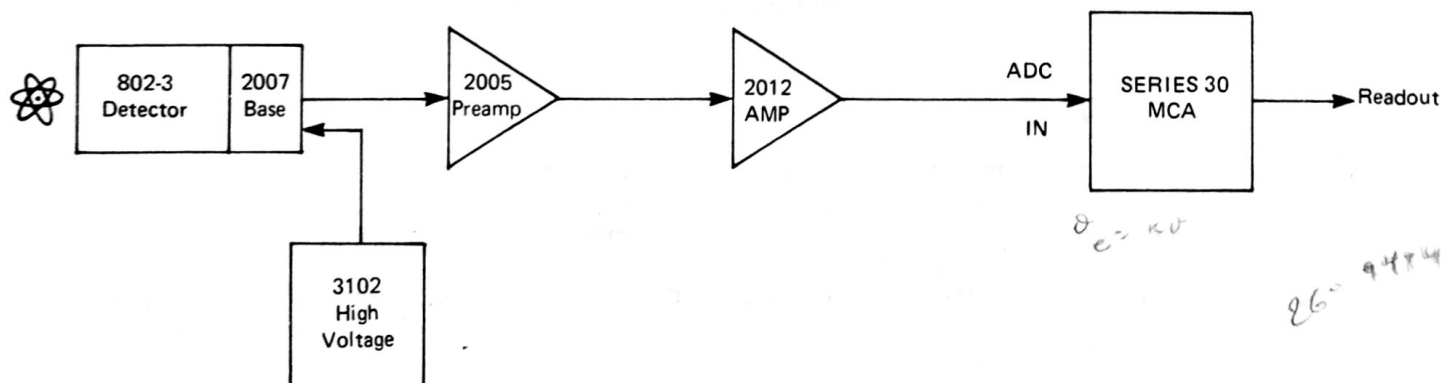 802-3
Detector
2007
Base
2005
Preamp
2012
AMP
ADC
IN
SERIES 30
MCA
Readout
3102
High
Voltage